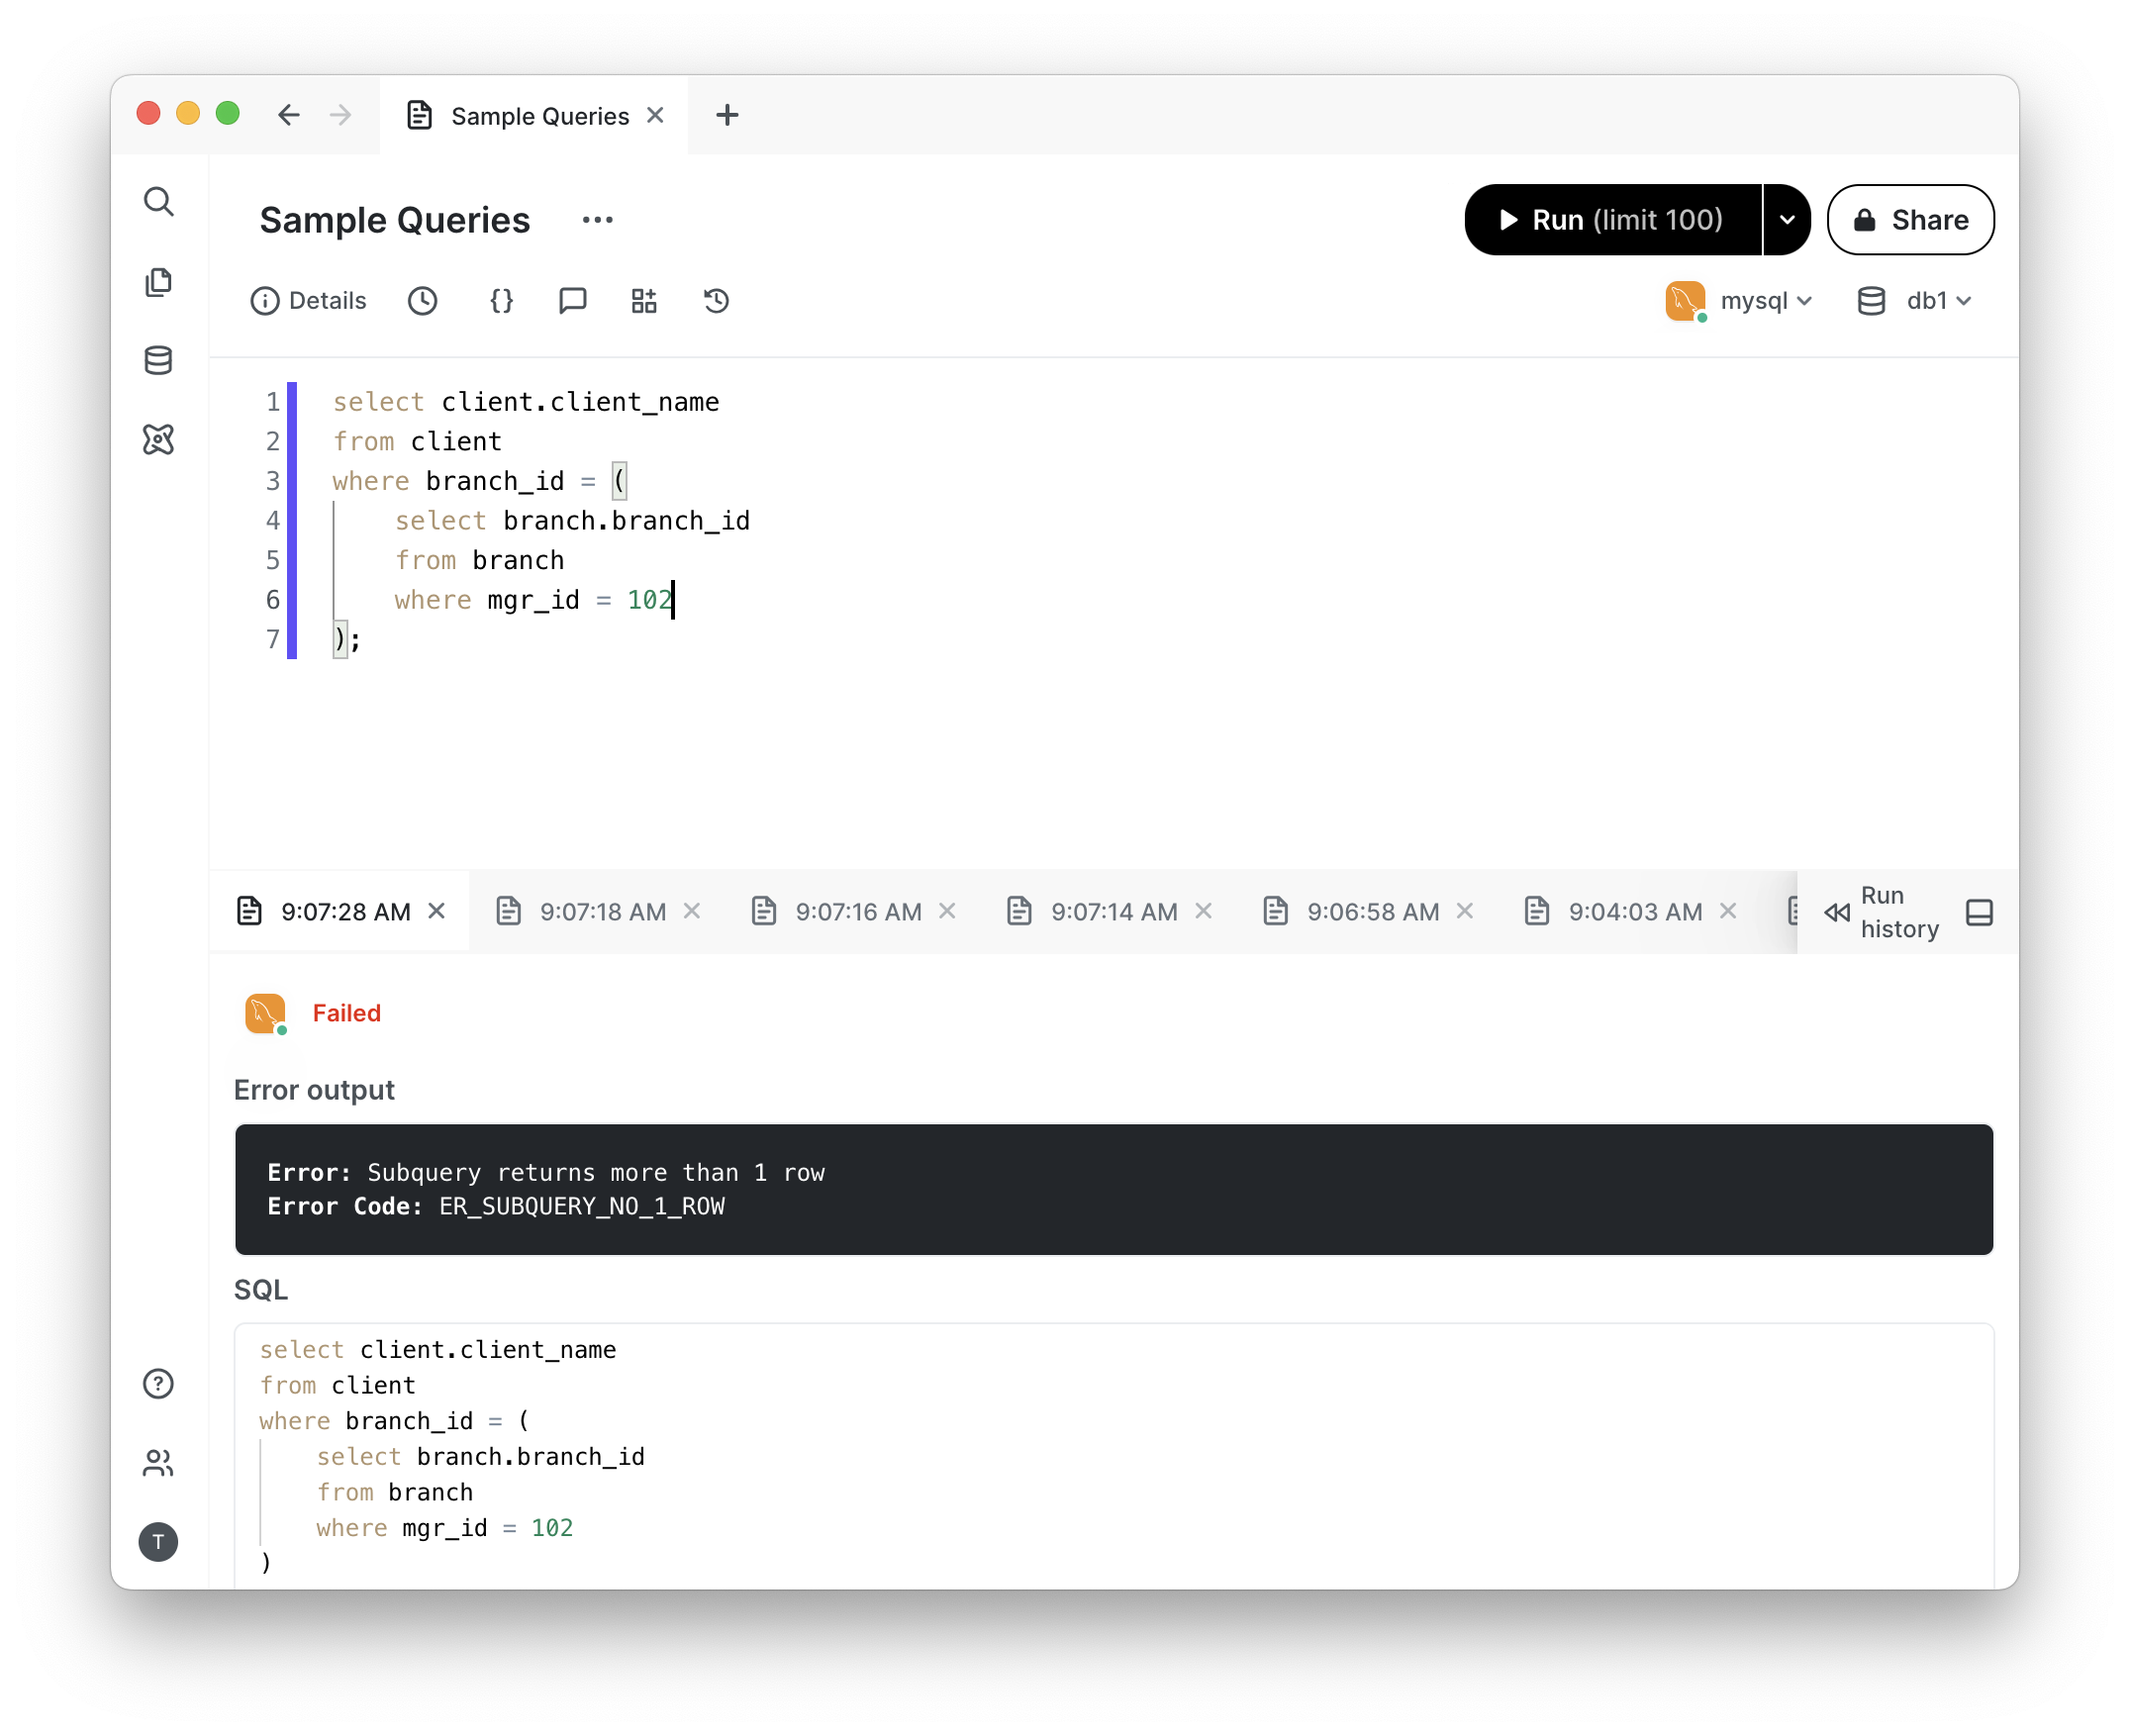 Sample Queries
Sample Queries
Run (limit 100)
Share
Details
mysql
db1
1 select client.client_name
2 from client
3 where branch_id = (
4     select branch.branch_id
5     from branch
6     where mgr_id = 102
7 );
9:07:28 AM
9:07:18 AM
9:07:16 AM
9:07:14 AM
9:06:58 AM
9:04:03 AM
Run
history
Failed
Error output
Error: Subquery returns more than 1 row
Error Code: ER_SUBQUERY_NO_1_ROW
SQL
select client.client_name
from client
where branch_id = (
    select branch.branch_id
    from branch
    where mgr_id = 102
)
T